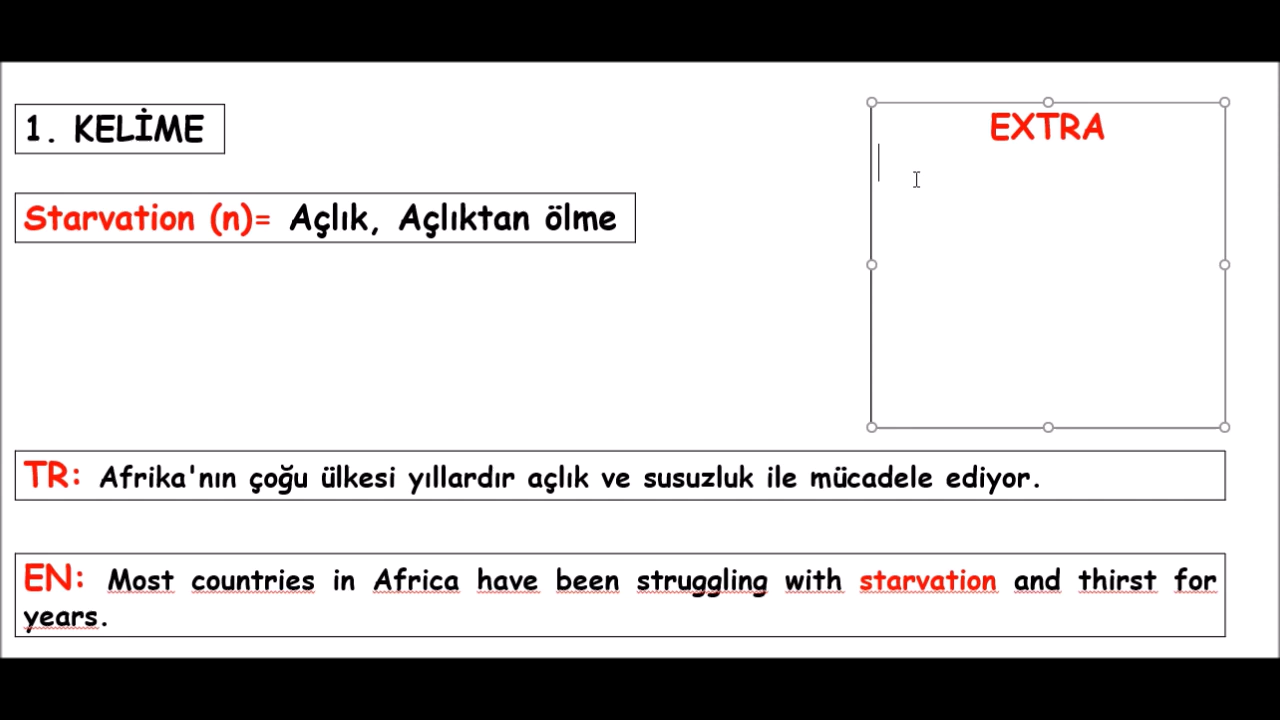 1. KELİME
EXTRA
Starvation (n)= Açlık, Açlıktan ölme
TR: Afrika'nın çoğu ülkesi yıllardır açlık ve susuzluk ile mücadele ediyor.
EN: Most countries in Africa have been struggling with starvation and thirst for
years.